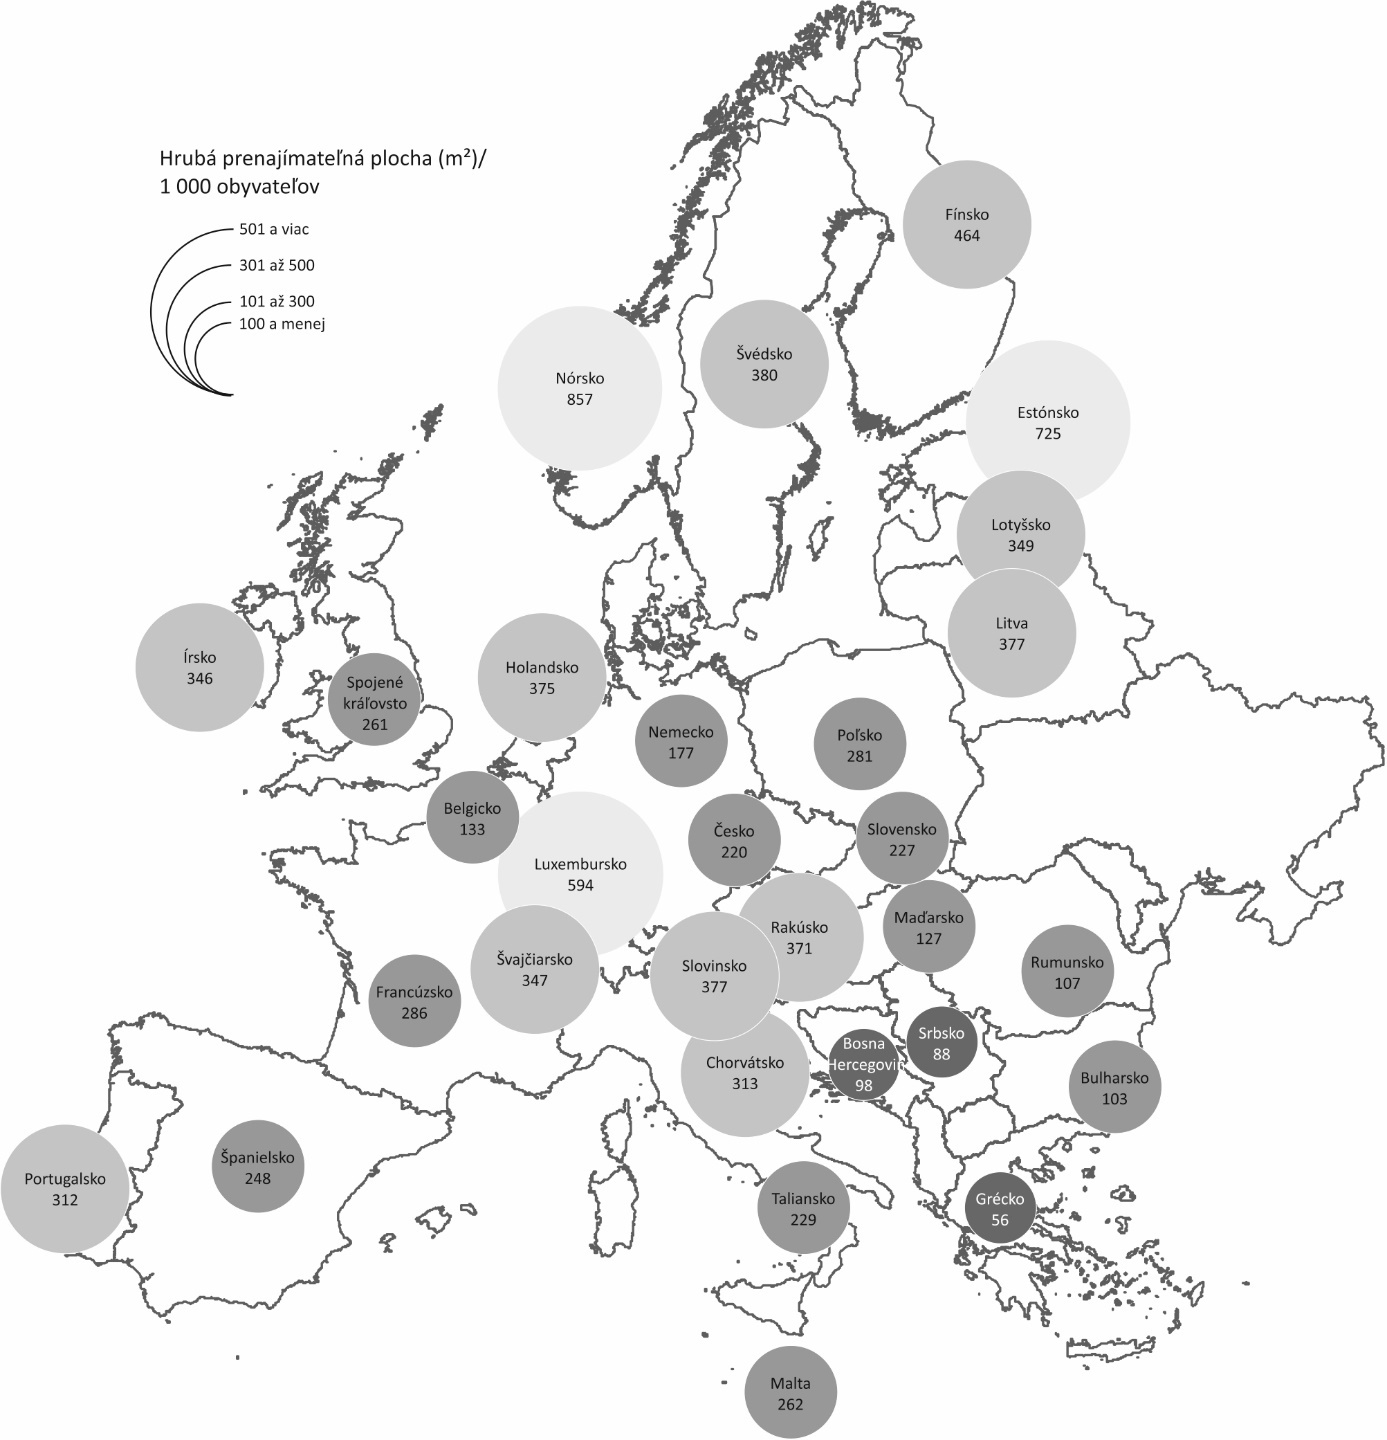 Hrubá prenajímateľná plocha (m²)/
1 000 obyvateľov
501 a viac
301 až 500
101 až 300
100 a menej
Fínsko
464
Švédsko
380
Nórsko
857
Estónsko
725
Lotyšsko
349
Litva
377
Írsko
346
Spojené
kráľovsto
261
Holandsko
375
Nemecko
177
Poľsko
281
Belgicko
133
Česko
220
Slovensko
227
Luxembursko
594
Rakúsko
371
Maďarsko
127
Švajčiarsko
347
Slovinsko
377
Rumunsko
107
Francúzsko
286
Srbsko
88
Bosna
Hercegovin
98
Chorvátsko
313
Bulharsko
103
Španielsko
248
Portugalsko
312
Taliansko
229
Grécko
56
Malta
262